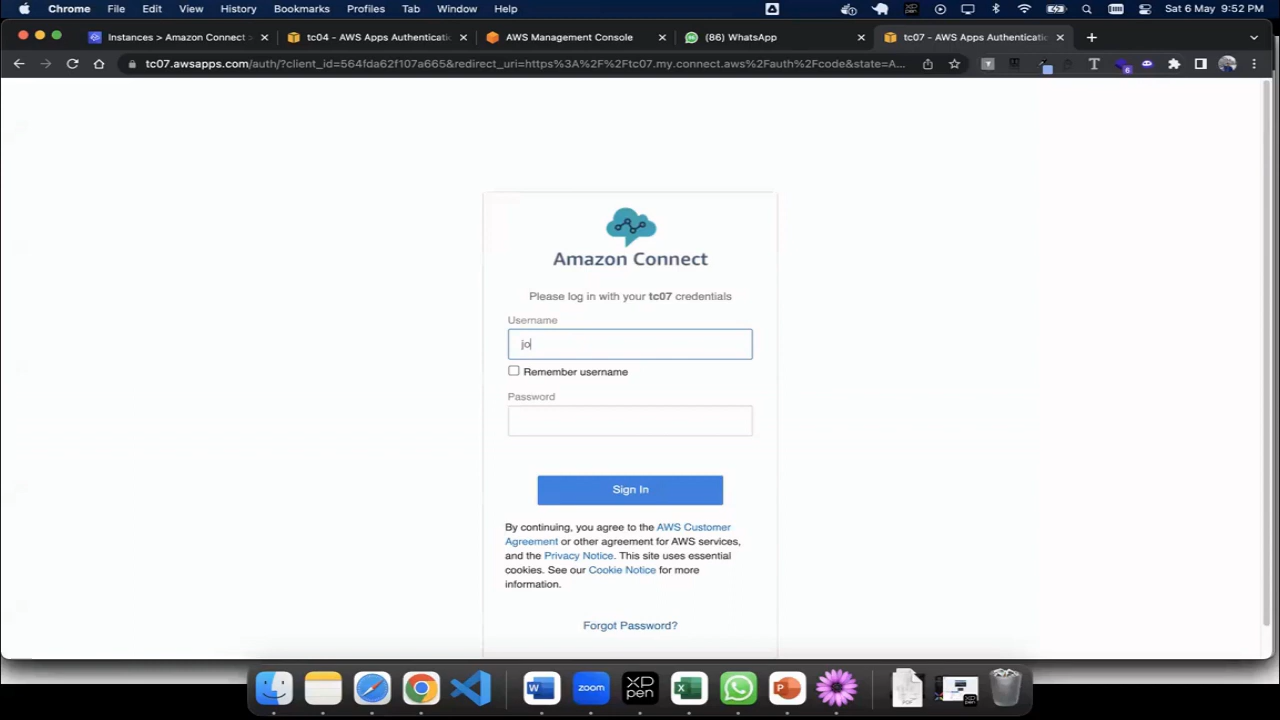 Chrome File Edit View History Bookmarks Profiles Tab Window Help Sat 6 May 9:52 PM
Instances > Amazon Connect > tc04 - AWS Apps Authenticatic AWS Management Console (86) WhatsApp tc07 - AWS Apps Authenticatic
tc07.awsapps.com/auth/?client_id=564fda62f107a665&redirect_uri=https%3A%2F%2Ftc07.my.connect.aws%2Fauth%2Fcode&state=A...
6
Amazon Connect
Please log in with your tc07 credentials
Username
jo
Remember username
Password
Sign In
By continuing, you agree to the AWS Customer
Agreement or other agreement for AWS services,
and the Privacy Notice. This site uses essential
cookies. See our Cookie Notice for more
information.
Forgot Password?
W zoom XP PEN X P PDF